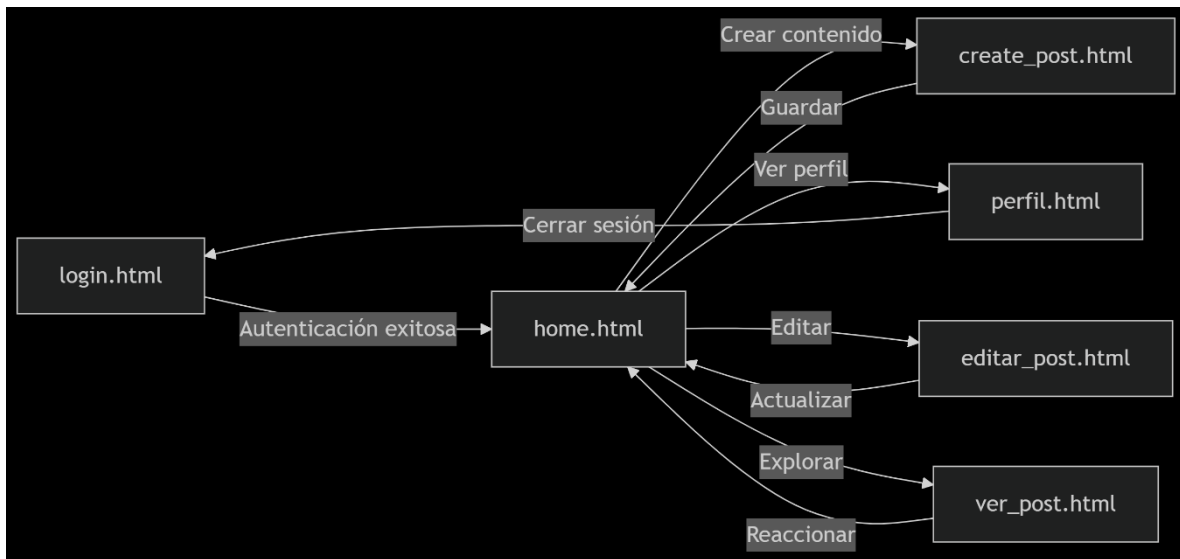 Crear contenido
create_post.html
Guardar
Ver perfil
perfil.html
Cerrar sesión
login.html
Autenticación exitosa
home.html
Editar
editar_post.html
Actualizar
Explorar
ver_post.html
Reaccionar